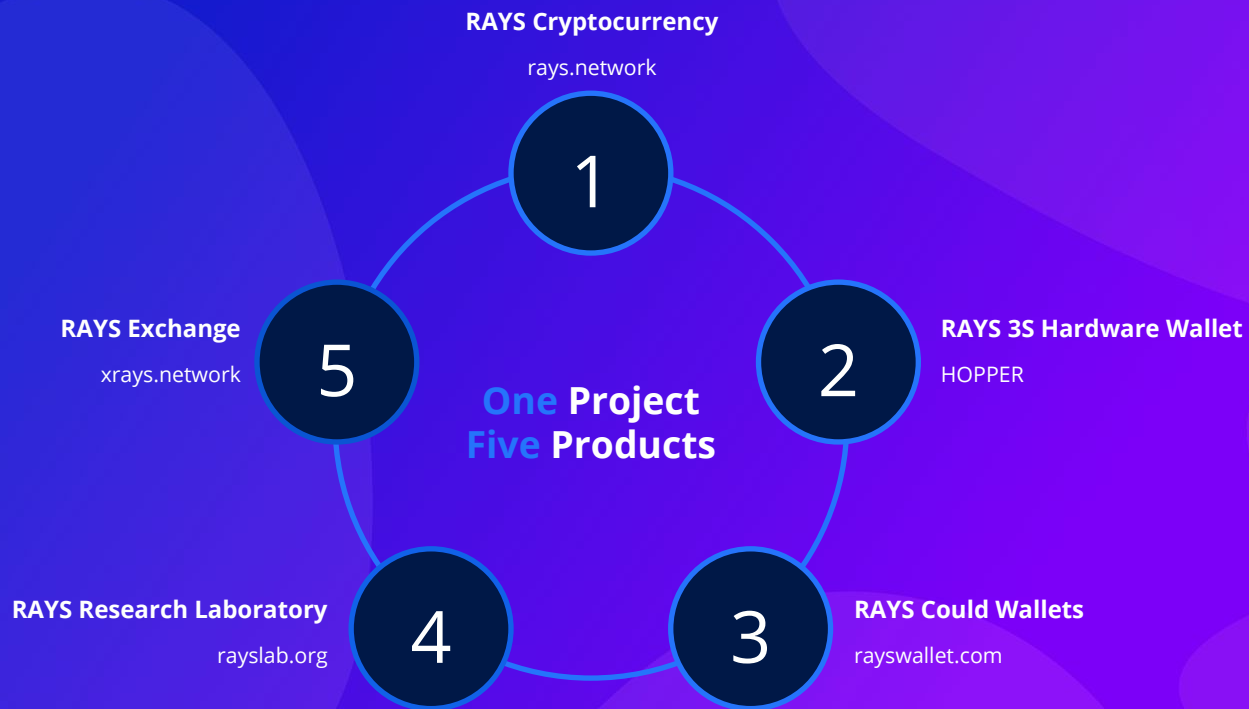 RAYS Cryptocurrency
rays.network
1
RAYS Exchange
xrays.network
5
2
RAYS 3S Hardware Wallet
HOPPER
One Project
Five Products
RAYS Research Laboratory
rayslab.org
4
3
RAYS Could Wallets
rayswallet.com